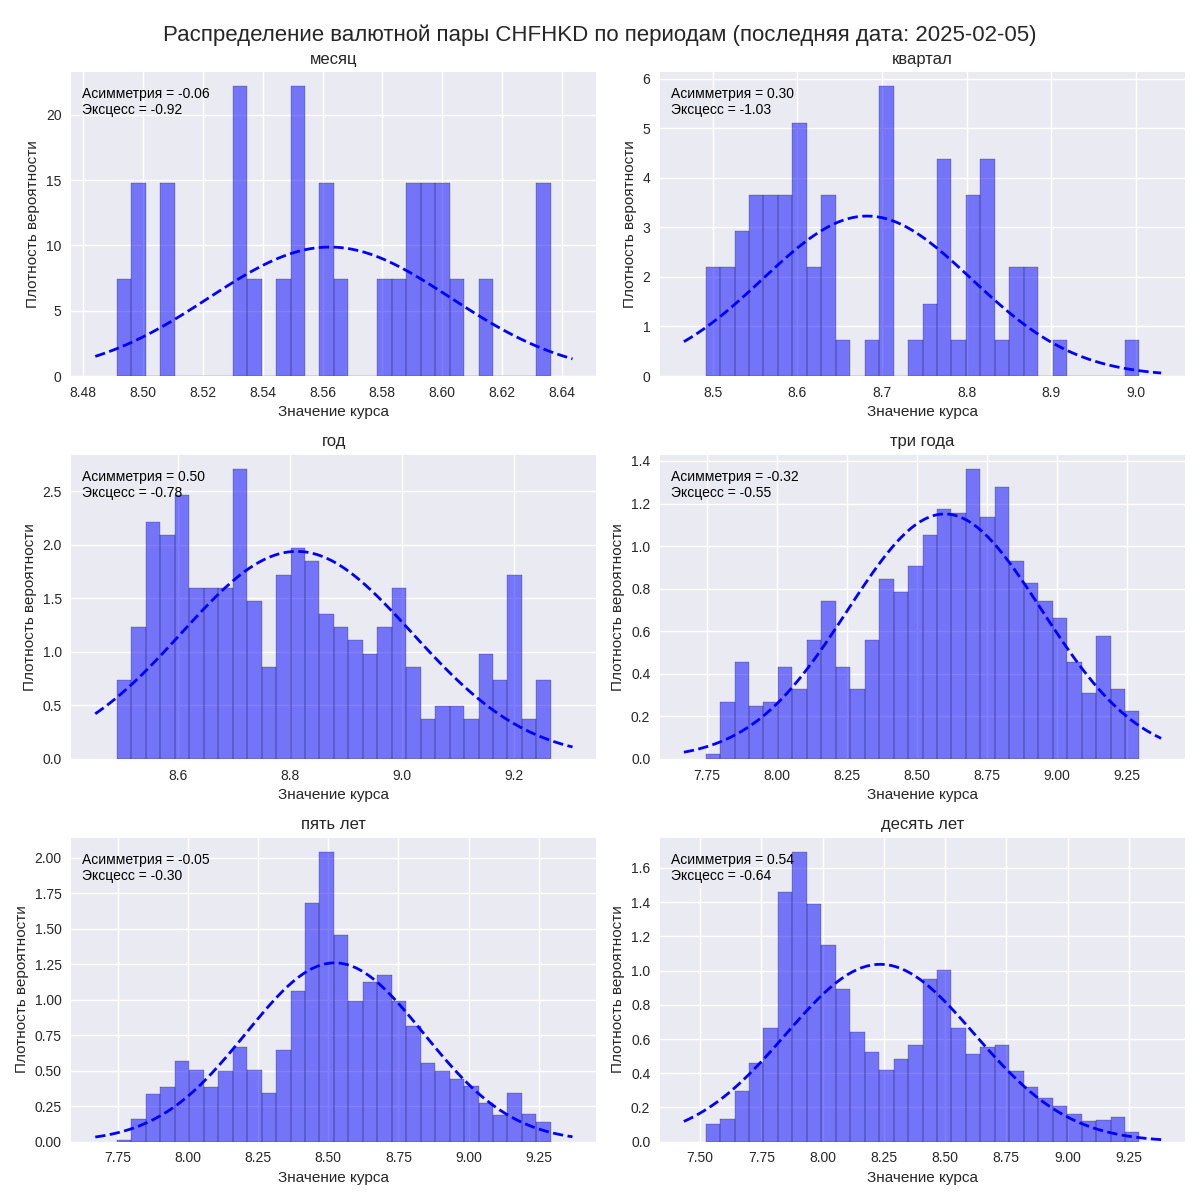 Распределение валютной пары CHFHKD по периодам (последняя дата: 2025-02-05)
месяц
Асимметрия = -0.06
Эксцесс = -0.92
Плотность вероятности
20
15
10
5
0
8.48 8.50 8.52 8.54 8.56 8.58 8.60 8.62 8.64
Значение курса
квартал
Асимметрия = 0.30
Эксцесс = -1.03
Плотность вероятности
6
5
4
3
2
1
0
8.5 8.6 8.7 8.8 8.9 9.0
Значение курса
год
Асимметрия = 0.50
Эксцесс = -0.78
Плотность вероятности
2.5
2.0
1.5
1.0
0.5
0.0
8.6 8.8 9.0 9.2
Значение курса
три года
Асимметрия = -0.32
Эксцесс = -0.55
Плотность вероятности
1.4
1.2
1.0
0.8
0.6
0.4
0.2
0.0
7.75 8.00 8.25 8.50 8.75 9.00 9.25
Значение курса
пять лет
Асимметрия = -0.05
Эксцесс = -0.30
Плотность вероятности
2.00
1.75
1.50
1.25
1.00
0.75
0.50
0.25
0.00
7.75 8.00 8.25 8.50 8.75 9.00 9.25
Значение курса
десять лет
Асимметрия = 0.54
Эксцесс = -0.64
Плотность вероятности
1.6
1.4
1.2
1.0
0.8
0.6
0.4
0.2
0.0
7.50 7.75 8.00 8.25 8.50 8.75 9.00 9.25
Значение курса